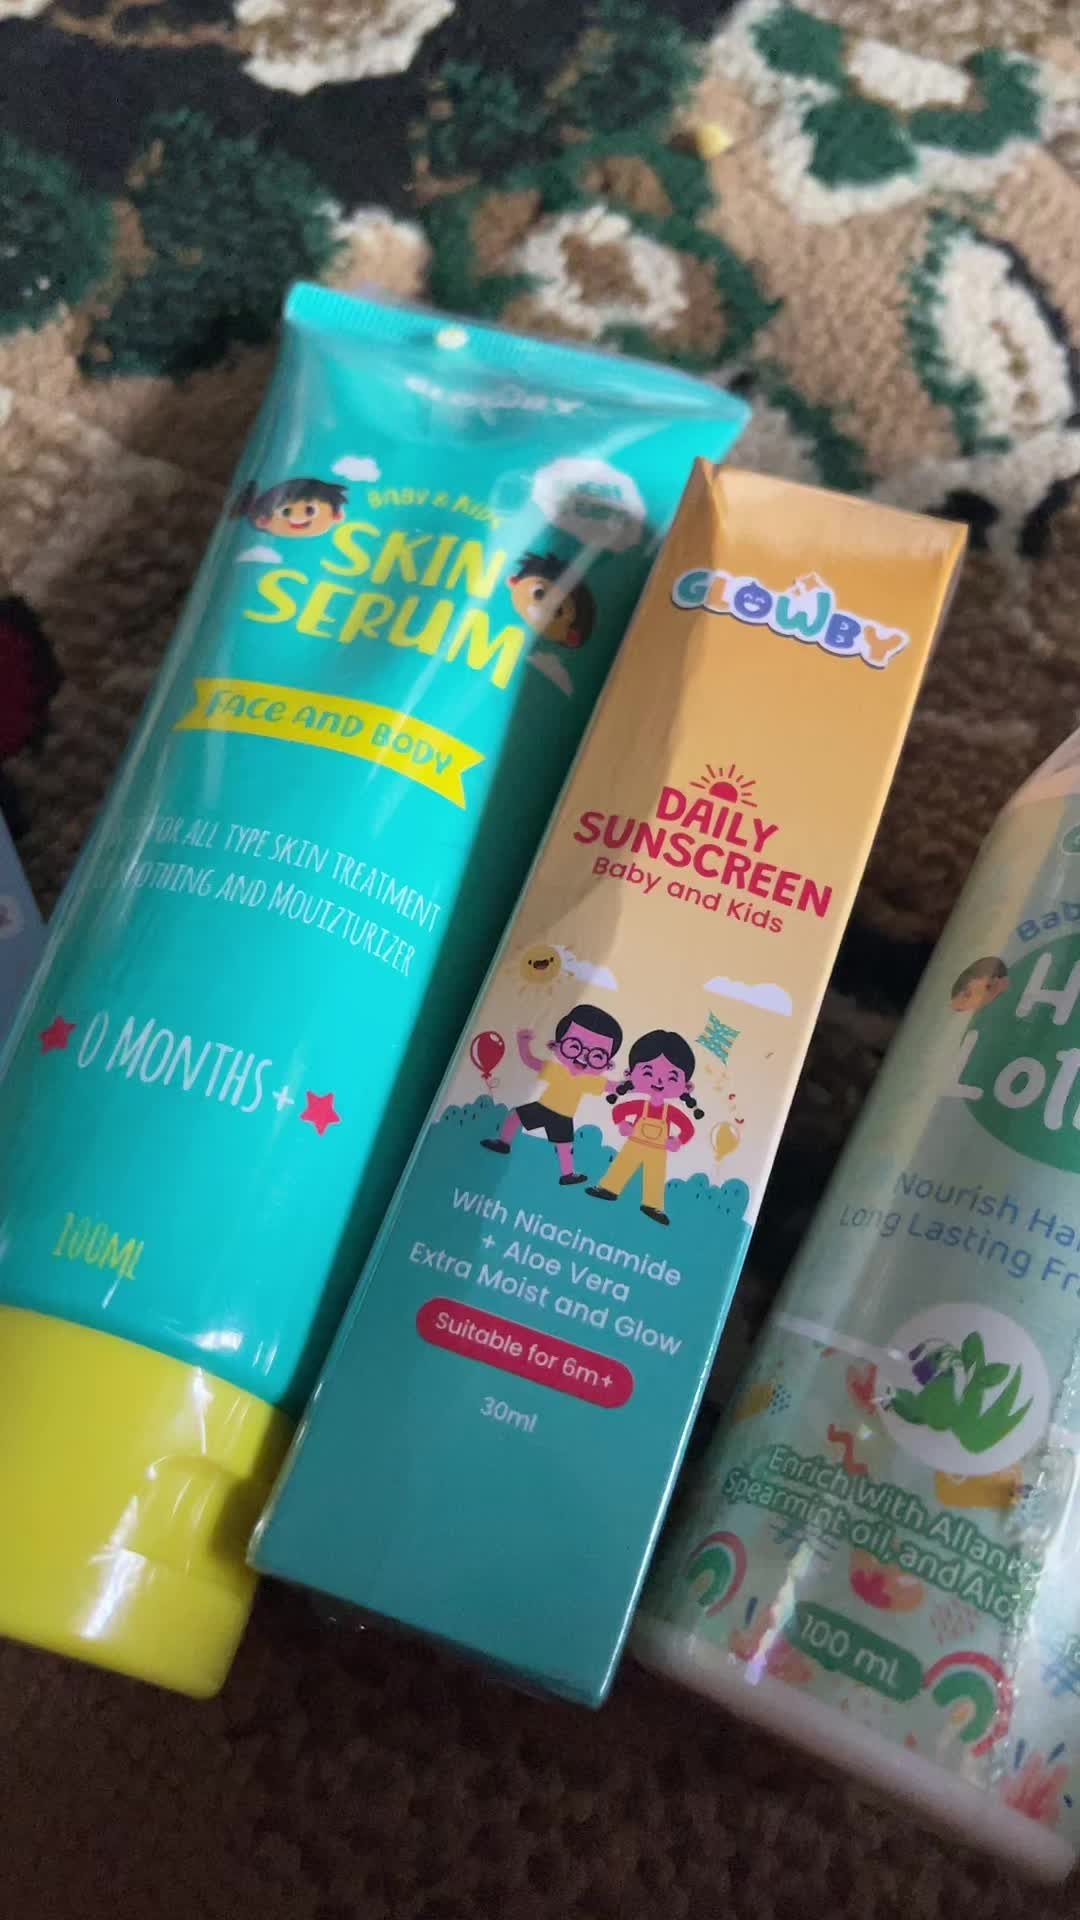 BABY & KIDS
SKIN
SERUM
FACE AND BODY
FOR ALL TYPE SKIN TREATMENT
AND MOUIZTURIZER
0 MONTHS+
100ML
GLOWBY
DAILY
SUNSCREEN
Baby and Kids
With Niacinamide
+ Aloe Vera
Extra Moist and Glow
Suitable for 6m+
30ml
Nourish
Long Lasting
Enrich With
Spearmint oil, and
100 mL